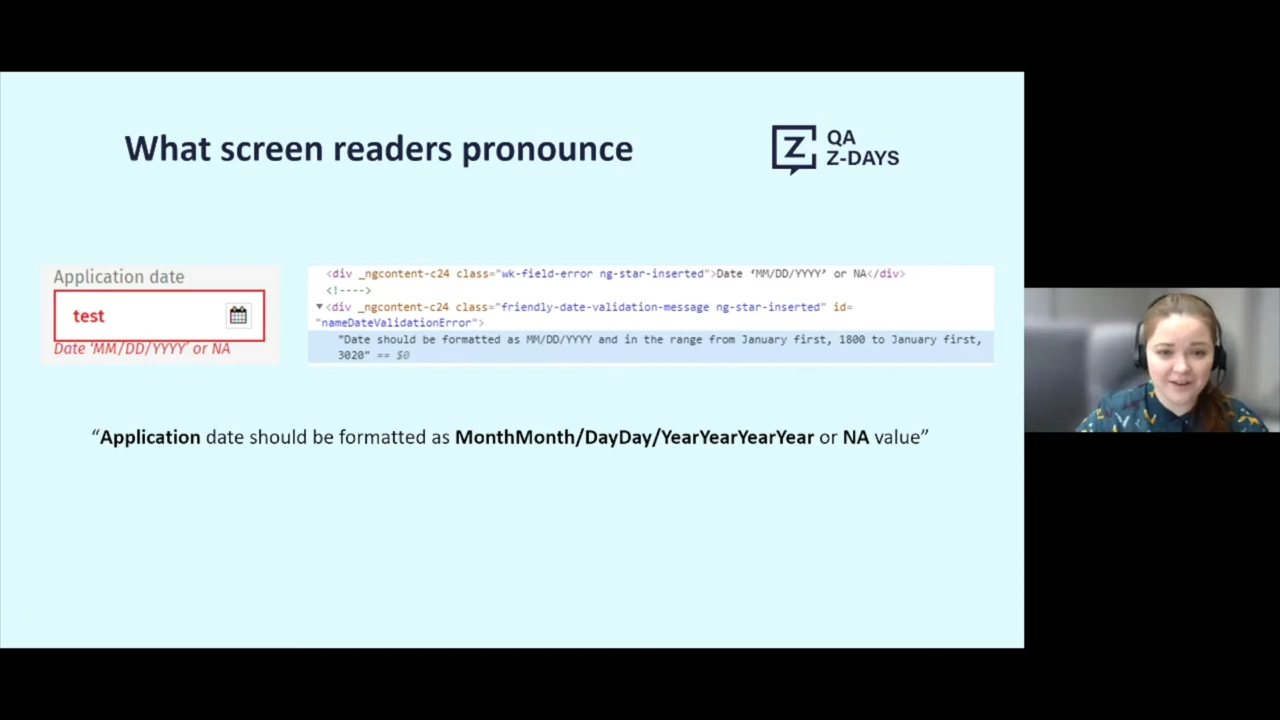 What screen readers pronounce
QA
Z-DAYS
Application date
test
Date ‘MM/DD/YYYY’ or NA
<div _ngcontent-c24 class="wk-field-error ng-star-inserted">Date ‘MM/DD/YYYY’ or NA</div>
<!---->
▼<div _ngcontent-c24 class="friendly-date-validation-message ng-star-inserted" id=
"nameDateValidationError">
"Date should be formatted as MM/DD/YYYY and in the range from January first, 1800 to January first,
3020" == $0
“Application date should be formatted as MonthMonth/DayDay/YearYearYearYear or NA value”